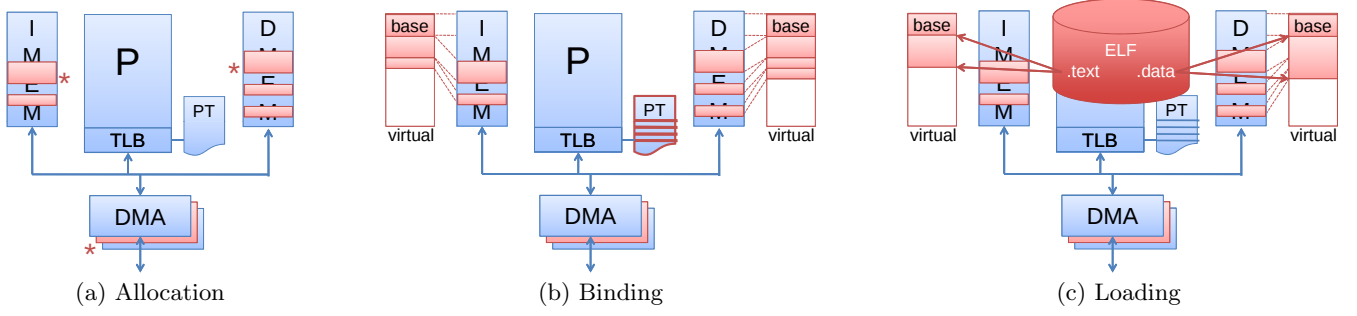 I
M
E
M
*
P
TLB
PT
D
M
E
M
*
DMA
*
(a) Allocation
base
virtual
I
M
E
M
P
TLB
PT
D
M
E
M
base
virtual
DMA
(b) Binding
base
virtual
I
M
E
M
ELF
.text .data
TLB
PT
D
M
E
M
base
virtual
DMA
(c) Loading